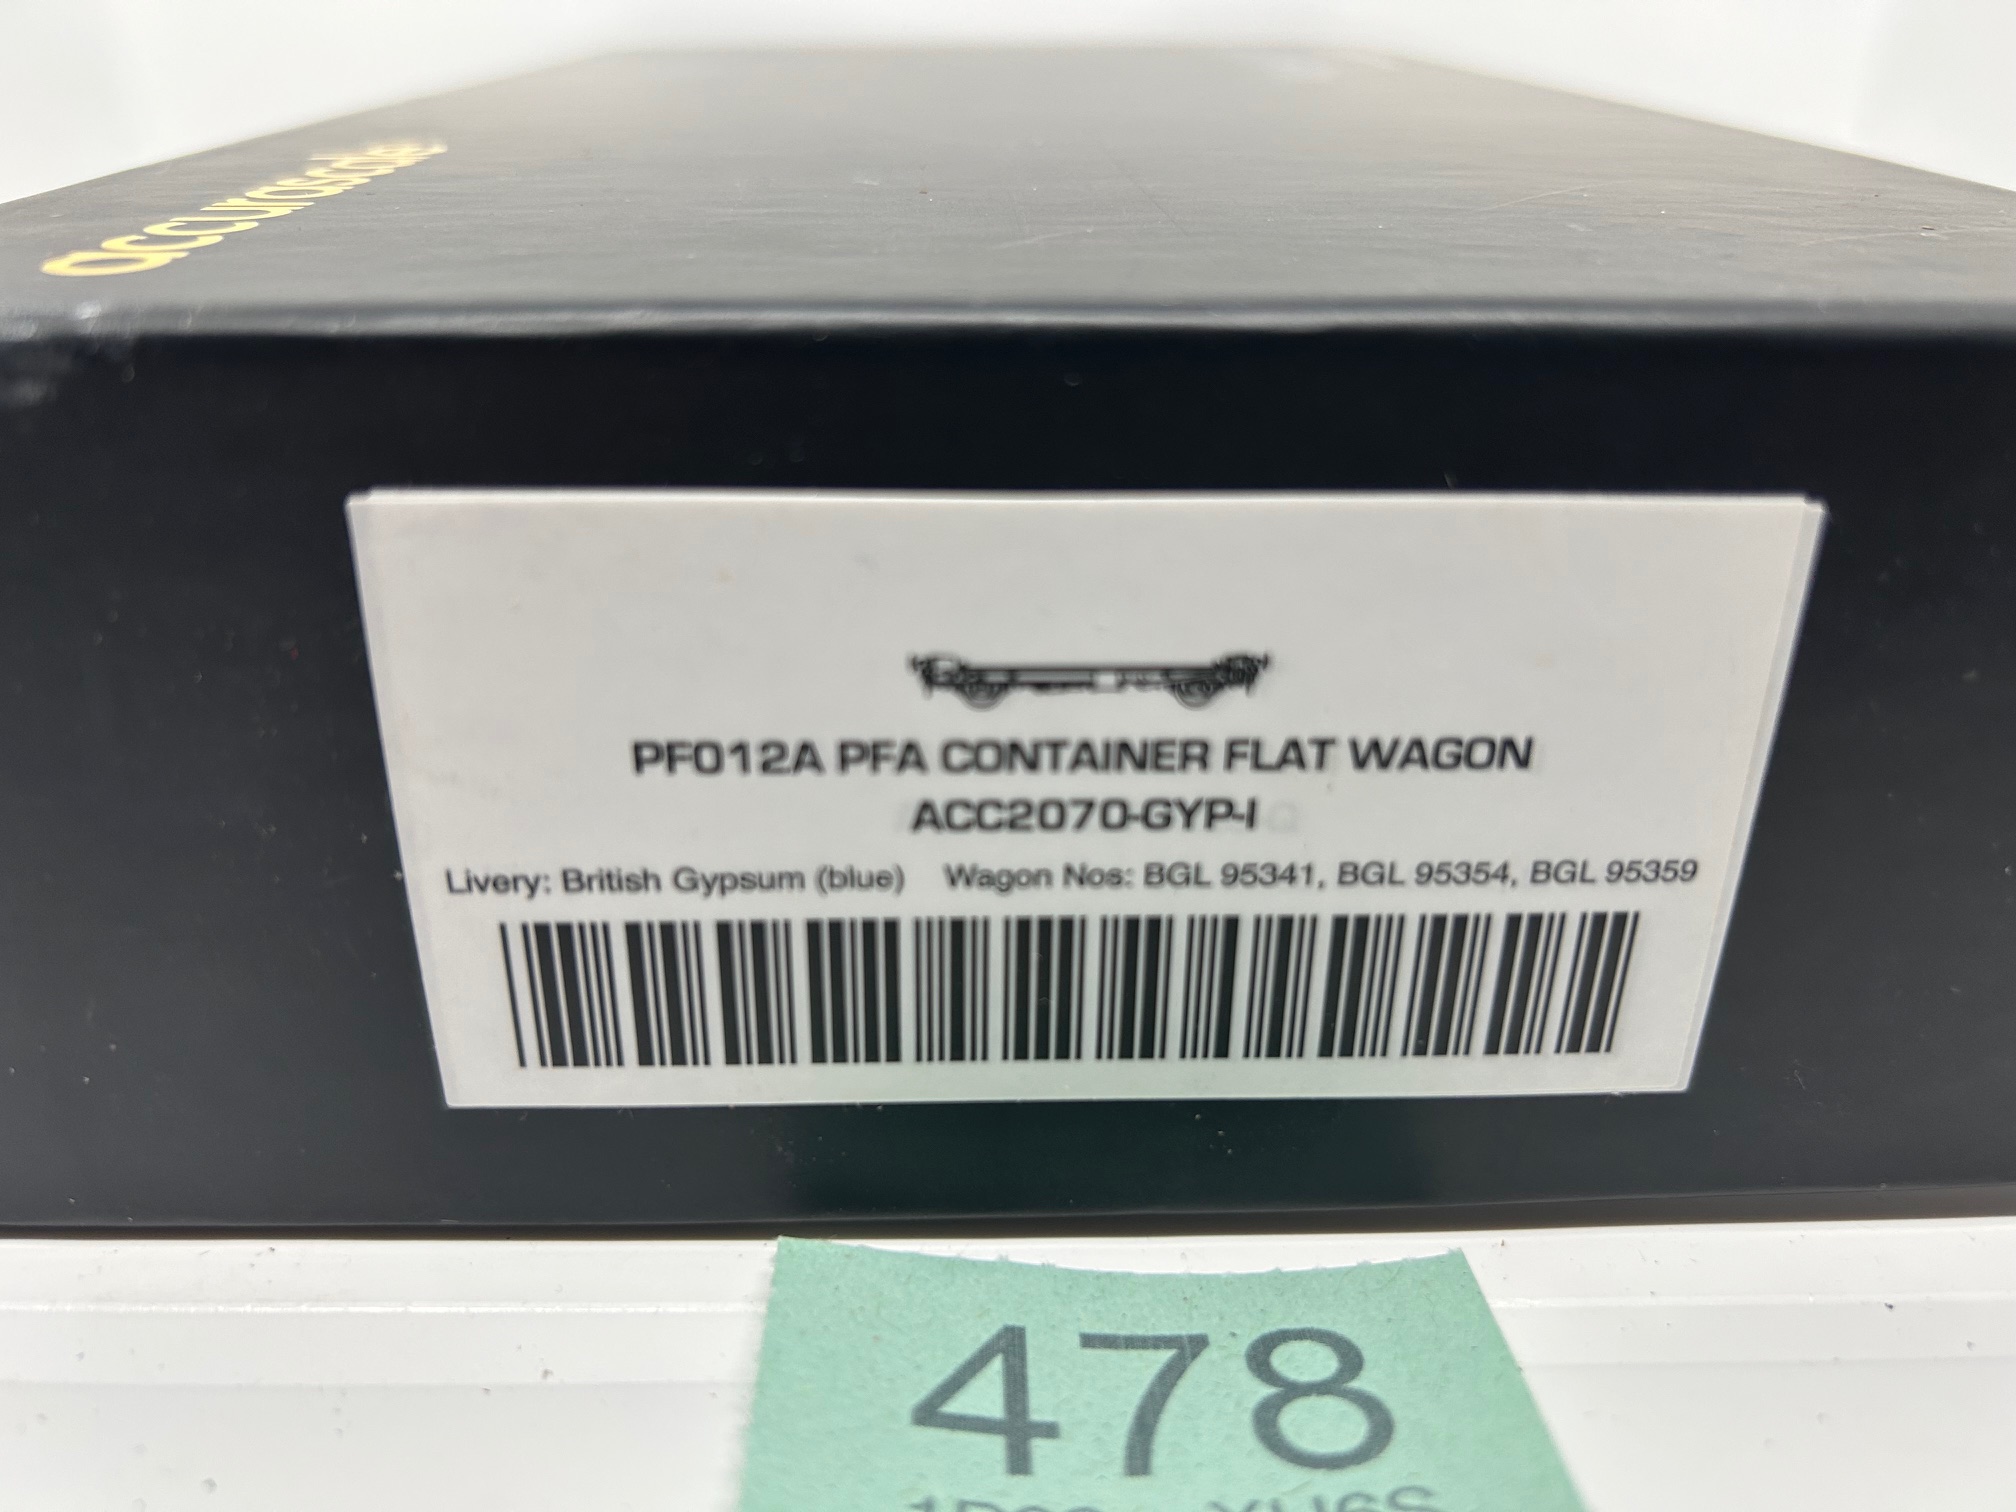 accurascale
PF012A PFA CONTAINER FLAT WAGON
ACC2070-GYP-I
Livery: British Gypsum (blue) Wagon Nos: BGL 95341, BGL 95354, BGL 95359
478